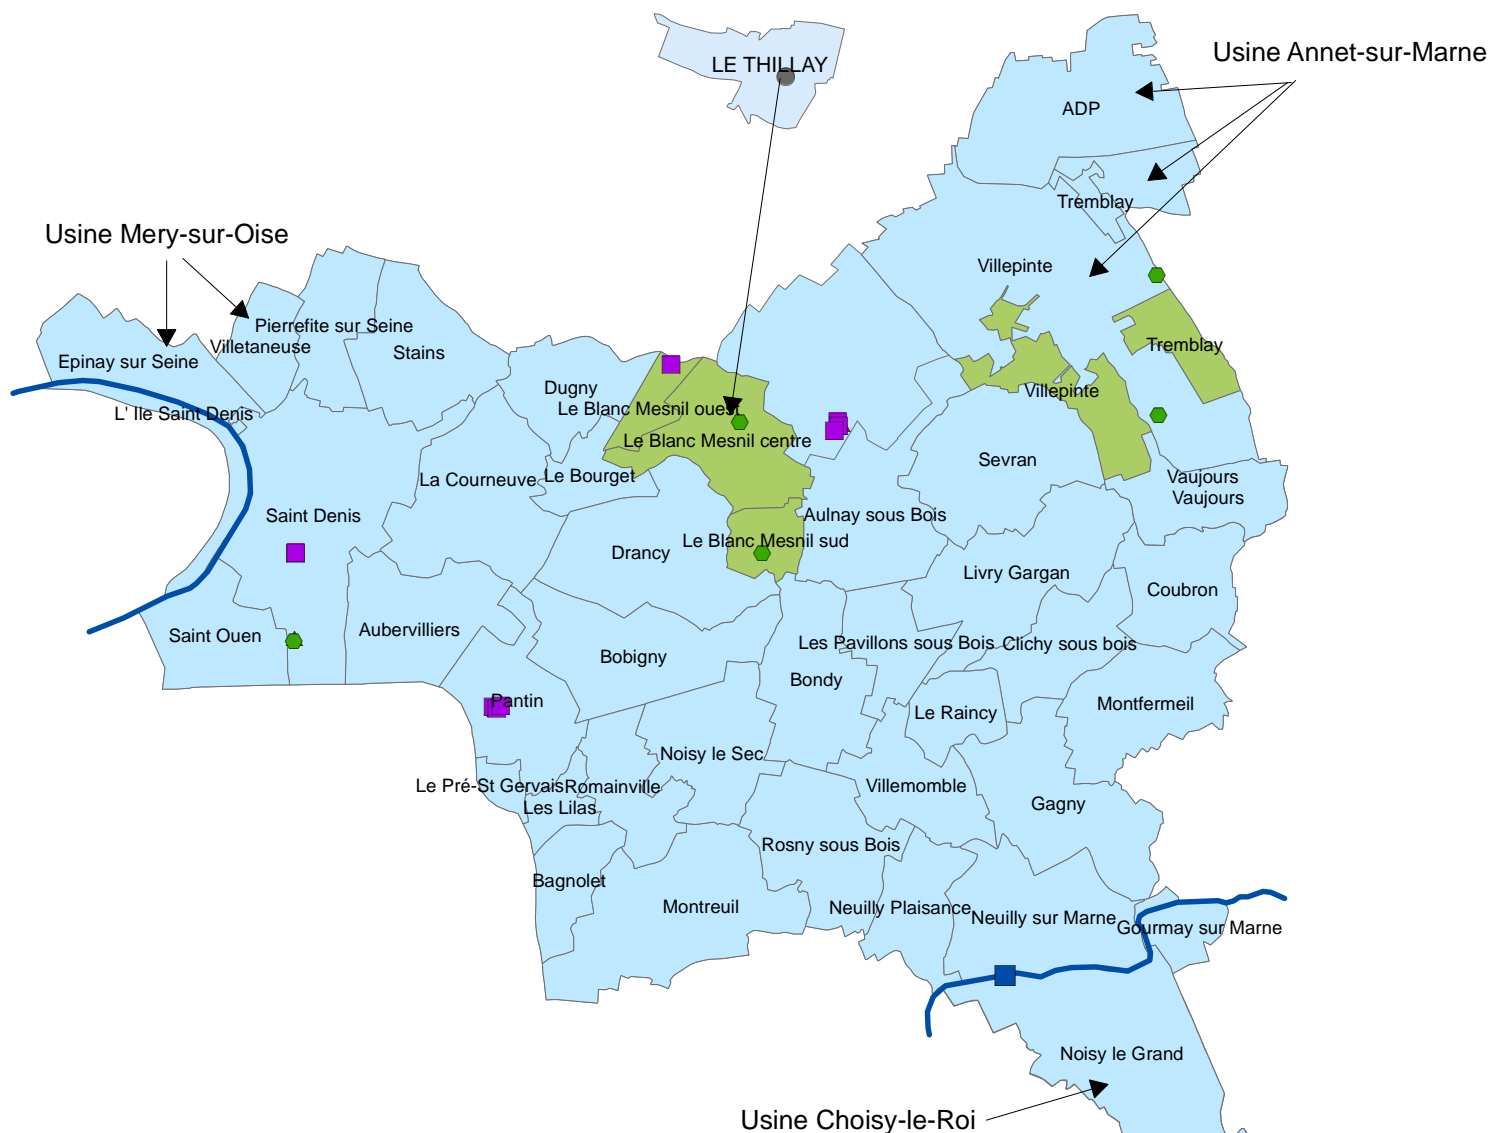 Usine Annet-sur-Marne
LE THILLAY
ADP
Tremblay
Usine Mery-sur-Oise
Villepinte
Pierrefite sur Seine
Villetaneuse
Stains
Epinay sur Seine
Tremblay
Dugny
Villepinte
Le Blanc Mesnil ouest
L' Ile Saint Denis
Le Blanc Mesnil centre
Sevran
La Courneuve
Le Bourget
Vaujours
Vaujours
Saint Denis
Aulnay sous Bois
Le Blanc Mesnil sud
Drancy
Livry Gargan
Coubron
Saint Ouen
Aubervilliers
Les Pavillons sous Bois
Clichy sous bois
Bobigny
Bondy
Pantin
Le Raincy
Montfermeil
Noisy le Sec
Le Pré-St Gervais
Romainville
Villemomble
Les Lilas
Gagny
Rosny sous Bois
Bagnolet
Montreuil
Neuilly Plaisance
Neuilly sur Marne
Gourmay sur Marne
Noisy le Grand
Usine Choisy-le-Roi